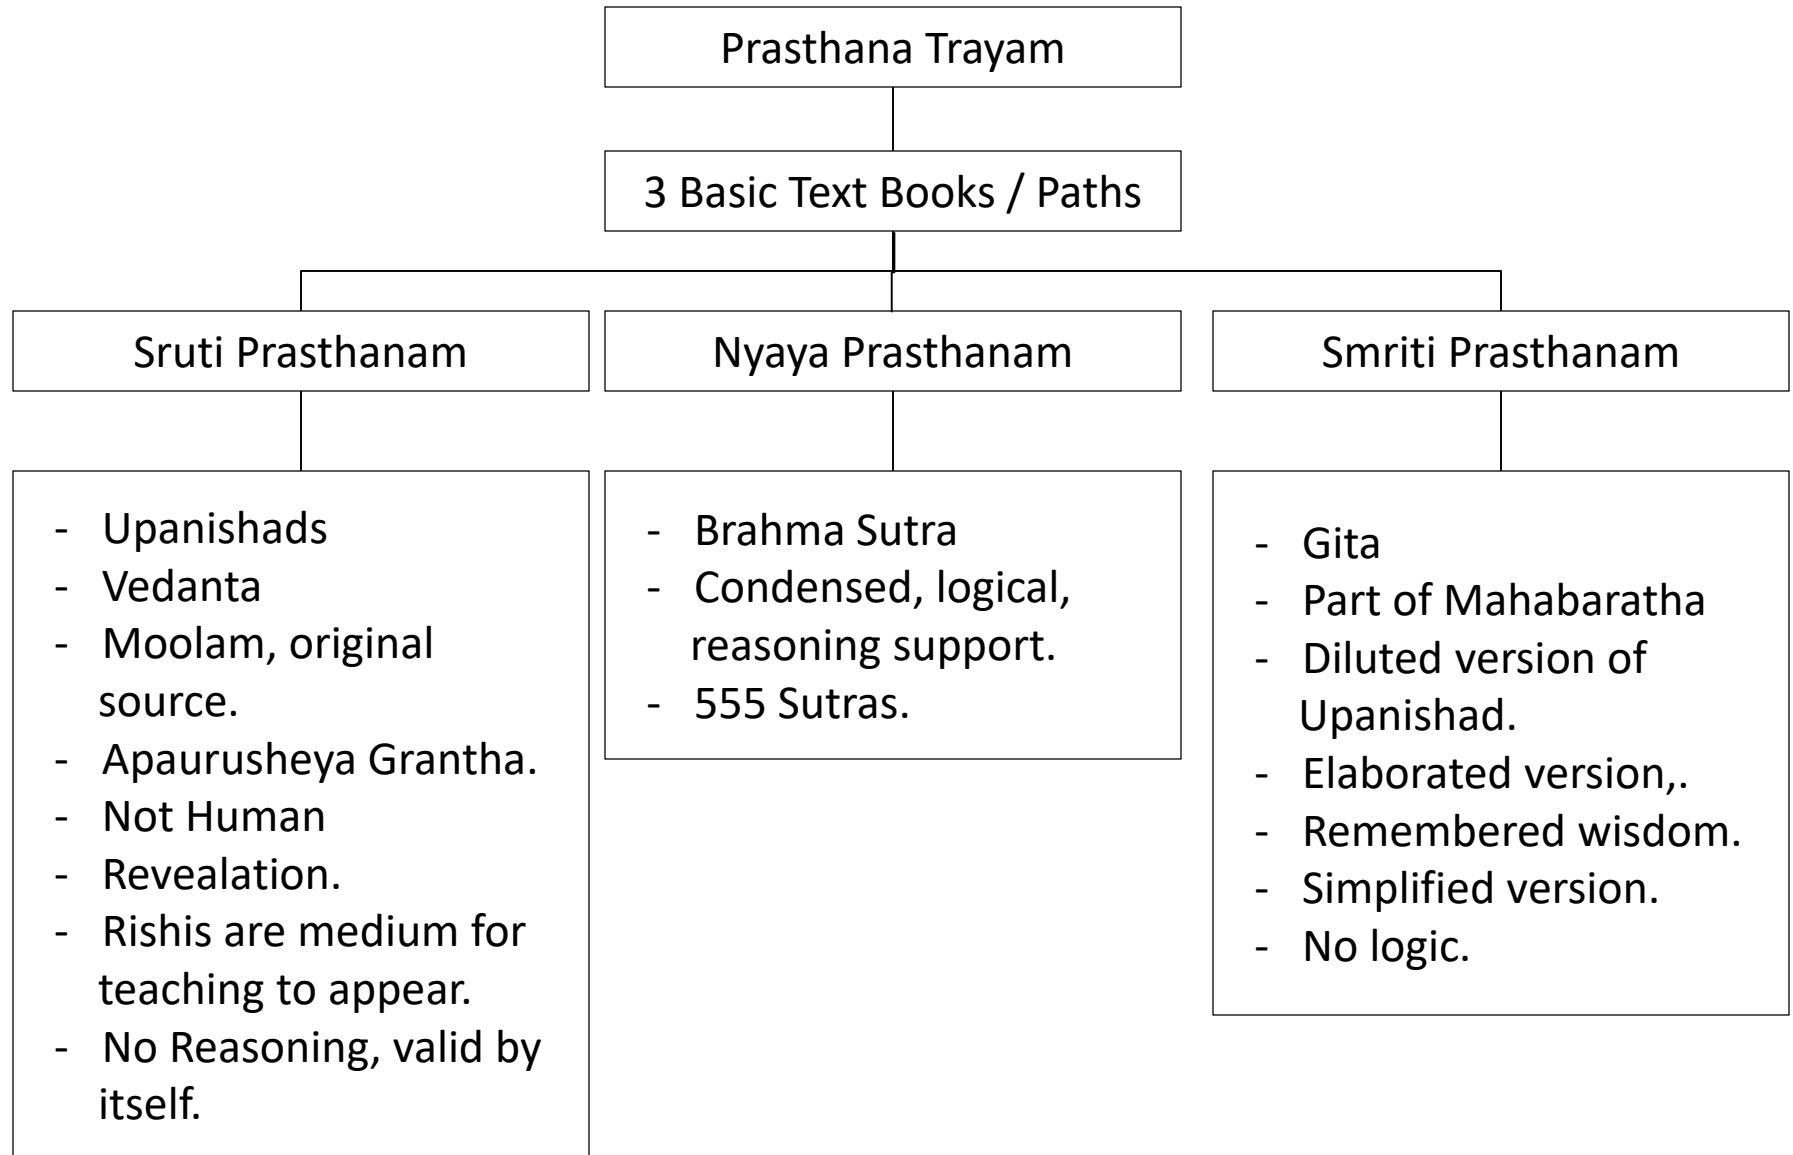 Prasthana Trayam
3 Basic Text Books / Paths
Sruti Prasthanam
Nyaya Prasthanam
Smriti Prasthanam
- Upanishads
- Vedanta
- Moolam, original
source.
- Apaurusheya Grantha.
- Not Human
- Revealation.
- Rishis are medium for
teaching to appear.
- No Reasoning, valid by
itself.
- Brahma Sutra
- Condensed, logical,
reasoning support.
- 555 Sutras.
- Gita
- Part of Mahabaratha
- Diluted version of
Upanishad.
- Elaborated version,.
- Remembered wisdom.
- Simplified version.
- No logic.